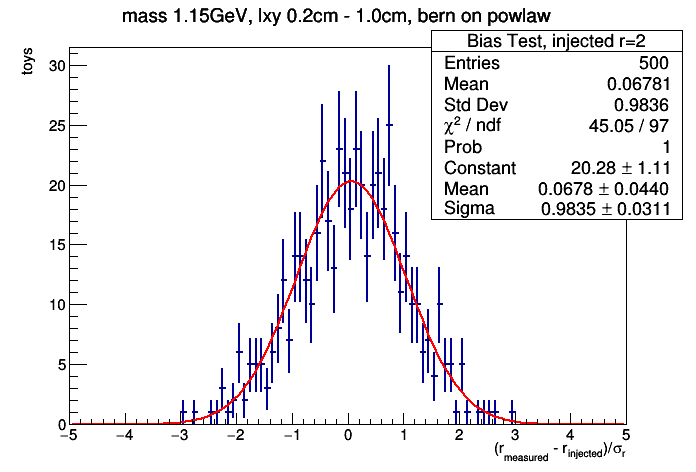 mass 1.15GeV, lxy 0.2cm - 1.0cm, bern on powlaw
toys
Bias Test, injected r=2
Entries 500
Mean 0.06781
Std Dev 0.9836
χ² / ndf 45.05 / 97
Prob 1
Constant 20.28 ± 1.11
Mean 0.0678 ± 0.0440
Sigma 0.9835 ± 0.0311
30
25
20
15
10
5
0
−5 −4 −3 −2 −1 0 1 2 3 4 5
(r_measured - r_injected)/σ_r